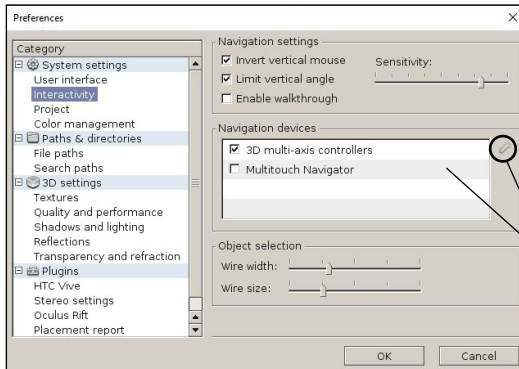 Preferences
Category
System settings
User interface
Interactivity
Project
Color management
Paths & directories
File paths
Search paths
3D settings
Textures
Quality and performance
Shadows and lighting
Reflections
Transparency and refraction
Plugins
HTC Vive
Stereo settings
Oculus Rift
Placement report
Navigation settings
Invert vertical mouse
Sensitivity:
Limit vertical angle
Enable walkthrough
Navigation devices
3D multi-axis controllers
Multitouch Navigator
Object selection
Wire width:
Wire size:
OK
Cancel